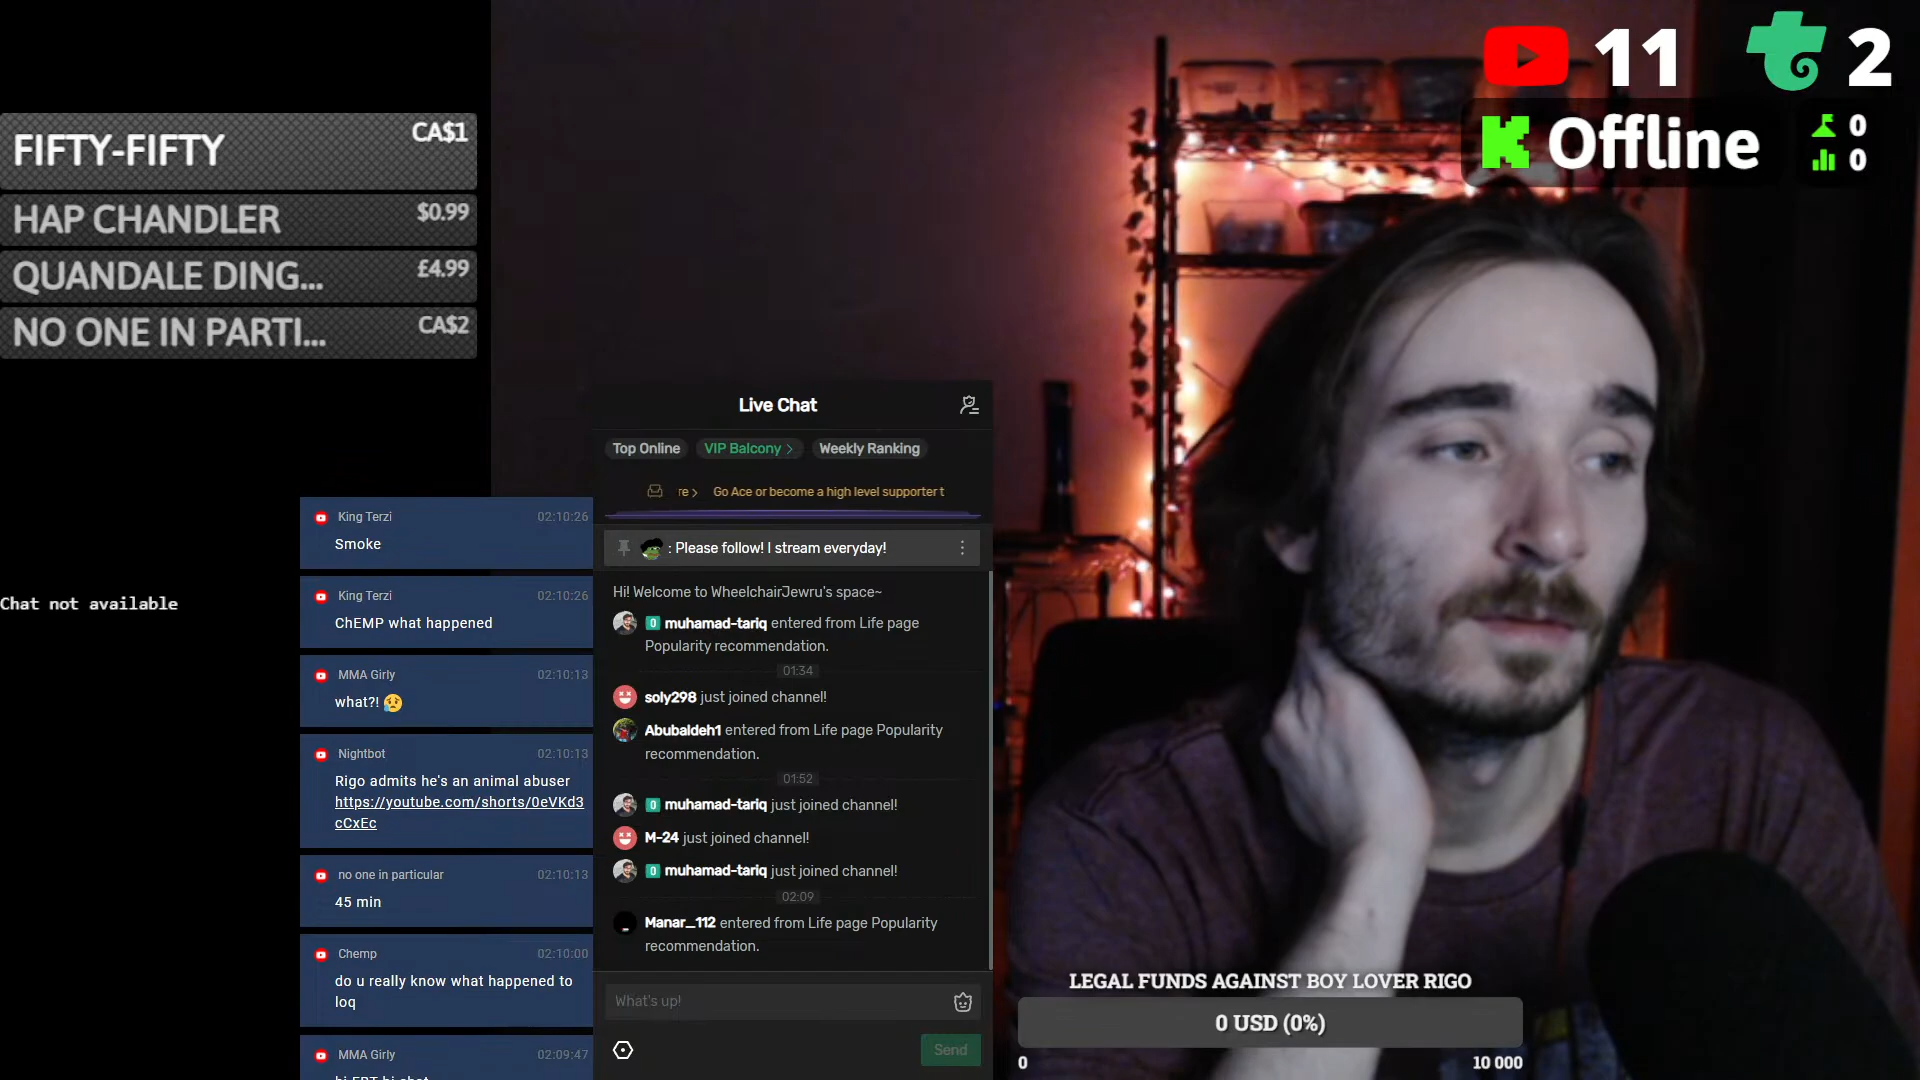 11
2
Offline
0
0
FIFTY-FIFTY
CA$1
HAP CHANDLER
$0.99
QUANDALE DING...
£4.99
NO ONE IN PARTI...
CA$2
Chat not available
King Terzi
02:10:26
Smoke
King Terzi
02:10:26
ChEMP what happened
MMA Girly
02:10:13
what?! 😢
Nightbot
02:10:13
Rigo admits he's an animal abuser
https://youtube.com/shorts/0eVKd3
cCxEc
no one in particular
02:10:13
45 min
Chemp
02:10:00
do u really know what happened to
loq
MMA Girly
02:09:47
Live Chat
Top Online
VIP Balcony >
Weekly Ranking
re >
Go Ace or become a high level supporter t
: Please follow! I stream everyday!
Hi! Welcome to WheelchairJewru's space~
0 muhamad-tariq entered from Life page
Popularity recommendation.
01:34
soly298 just joined channel!
Abubaldeh1 entered from Life page Popularity
recommendation.
01:52
0 muhamad-tariq just joined channel!
M-24 just joined channel!
0 muhamad-tariq just joined channel!
02:09
Manar_112 entered from Life page Popularity
recommendation.
What's up!
Send
LEGAL FUNDS AGAINST BOY LOVER RIGO
0 USD (0%)
0
10 000